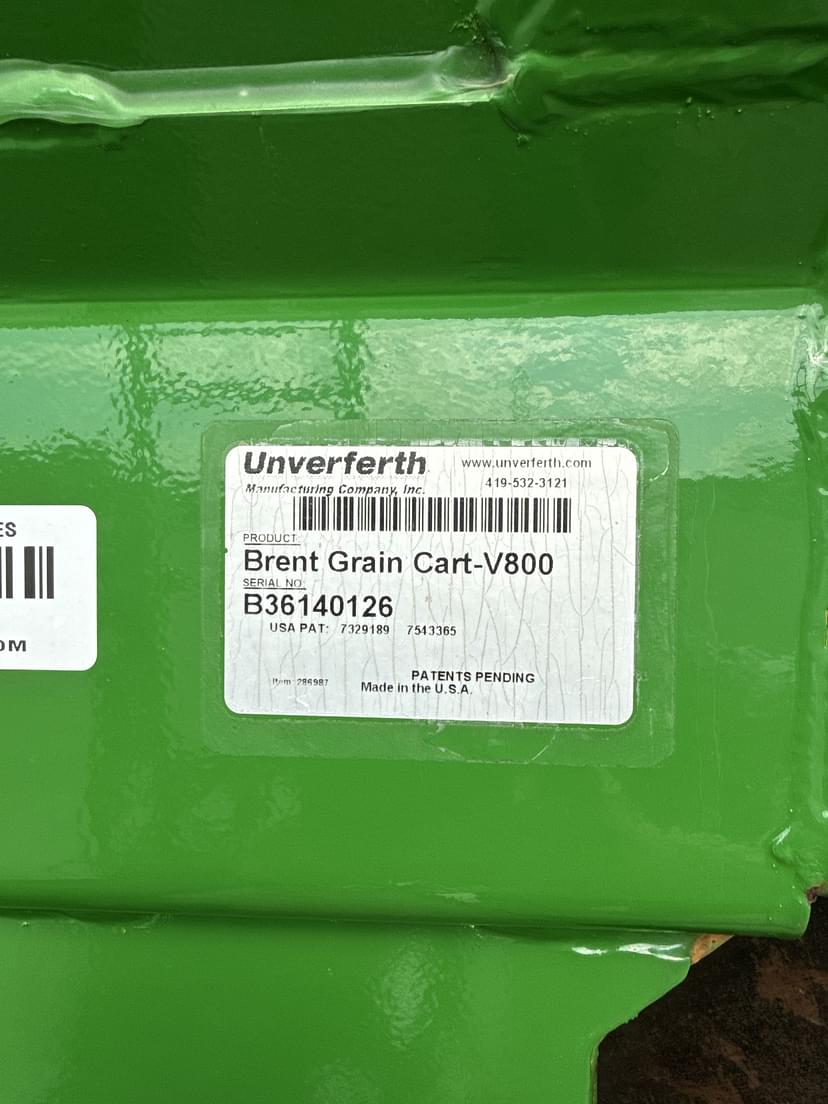 Unverferth
www.unverferth.com
Manufacturing Company, Inc.
419-532-3121
PRODUCT:
Brent Grain Cart-V800
SERIAL NO:
B36140126
USA PAT: 7329189 7543365
PATENTS PENDING
Item: 286987
Made in the U.S.A.
ES
OM